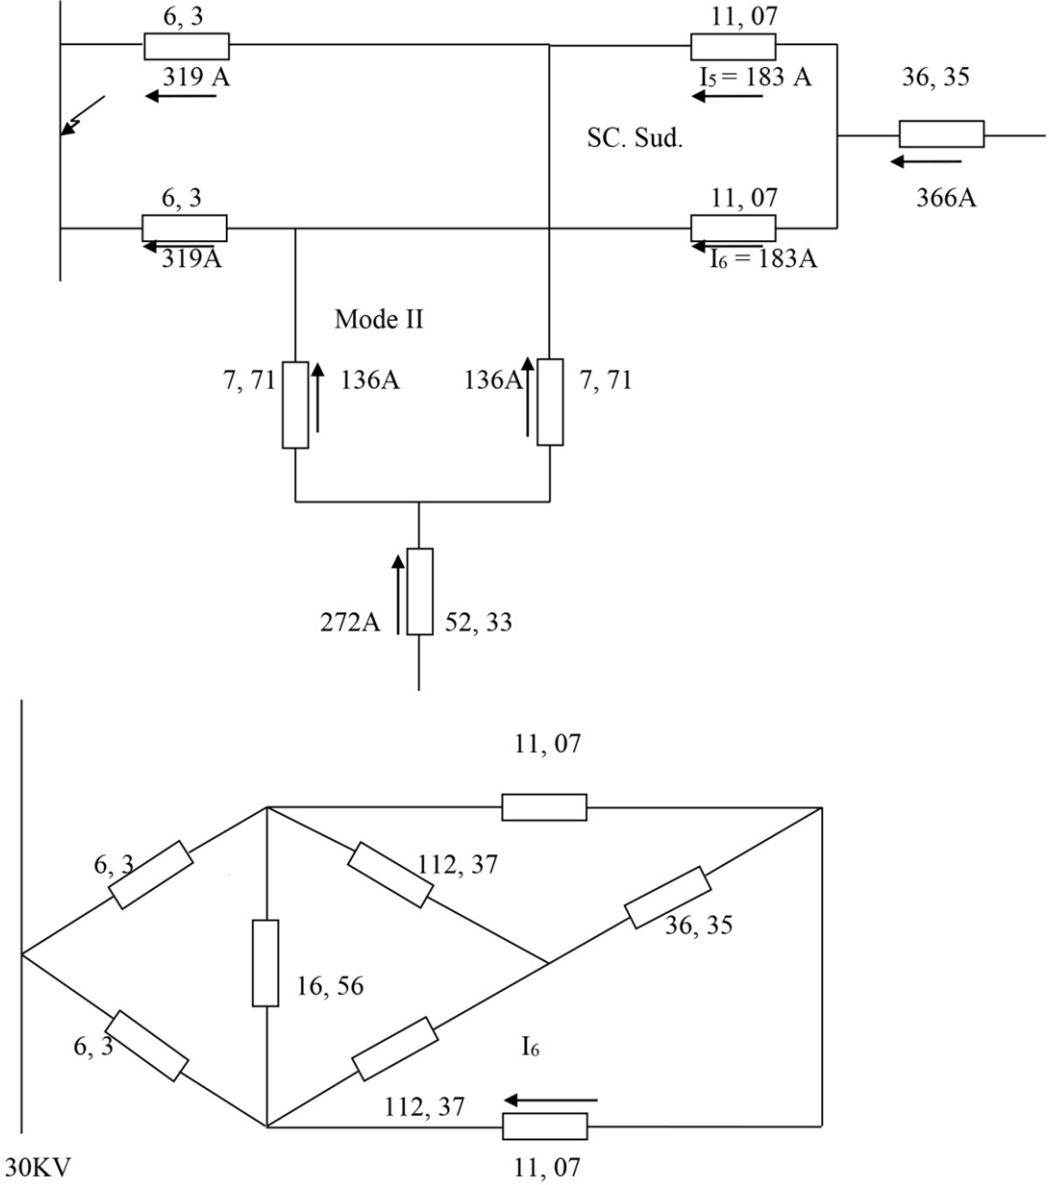 6, 3
11, 07
319 A
I₅ = 183 A
36, 35
SC. Sud.
6, 3
11, 07
366A
319A
I₆ = 183A
Mode II
7, 71
136A
136A
7, 71
272A
52, 33
11, 07
6, 3
112, 37
36, 35
16, 56
6, 3
I₆
112, 37
30KV
11, 07